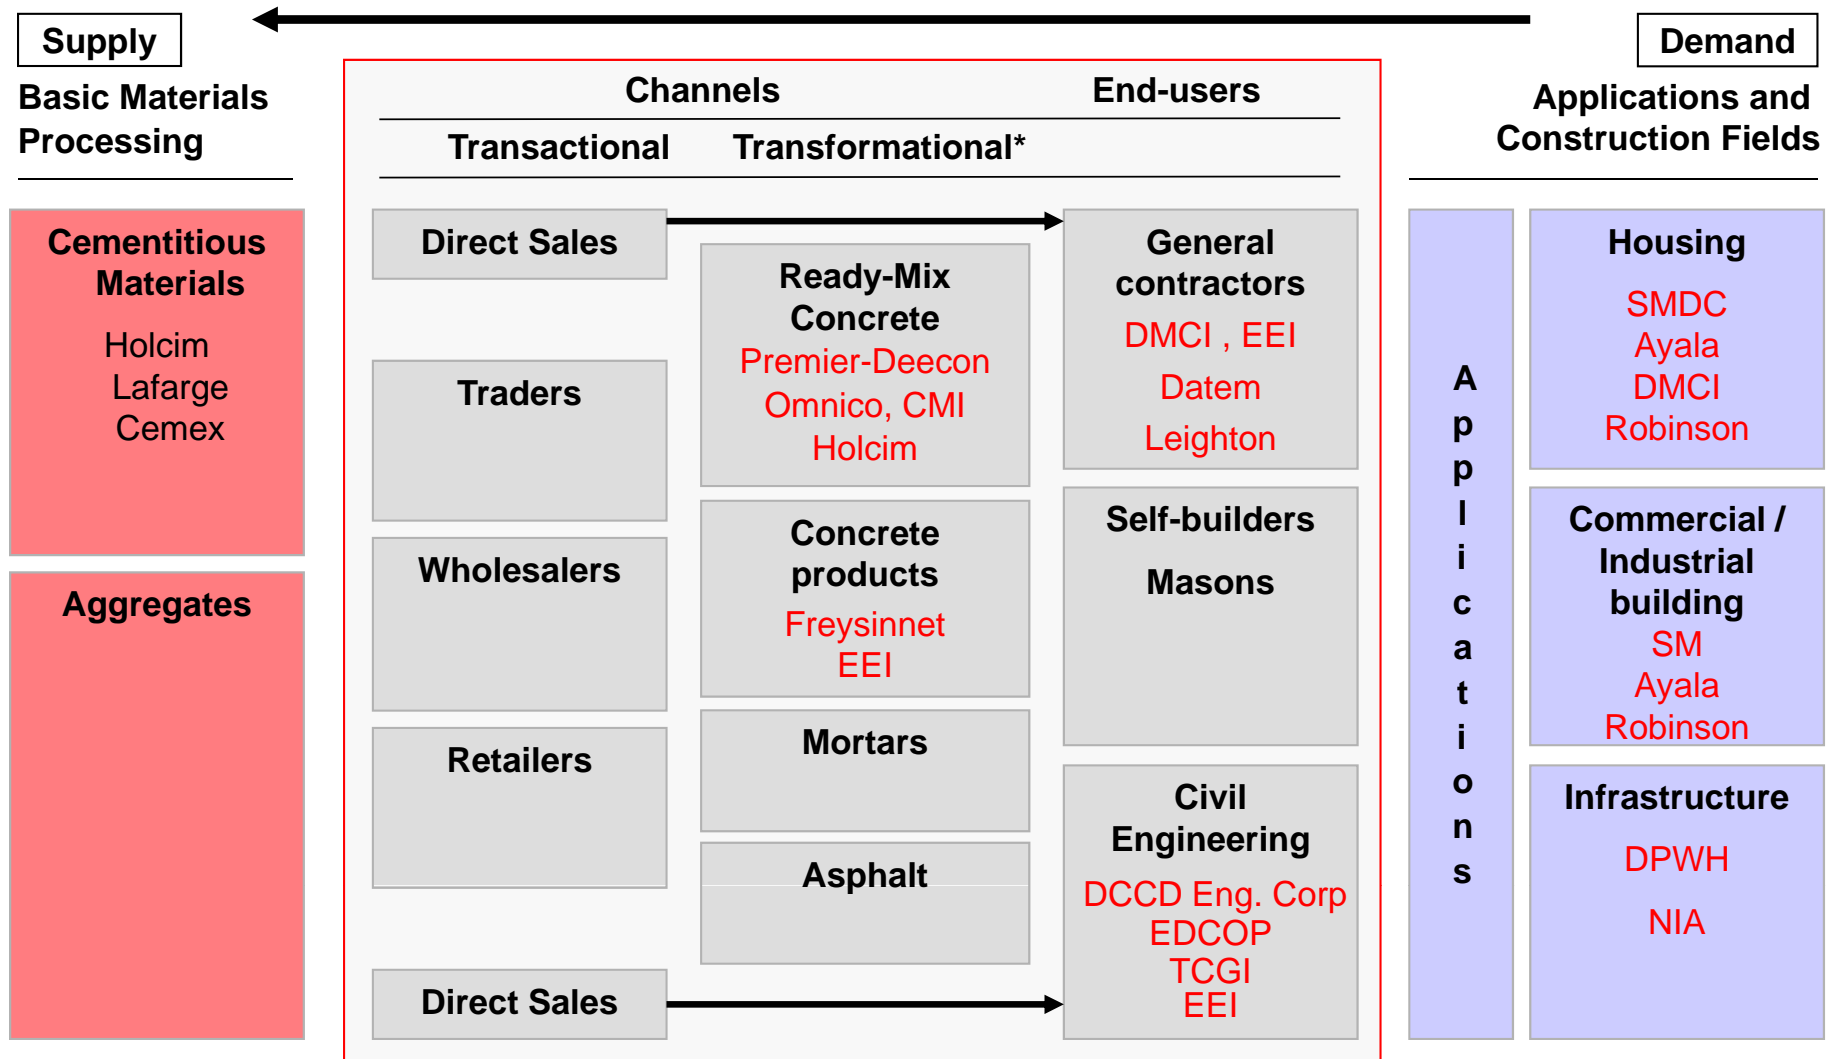 Supply
Demand
Basic Materials
Processing
Channels
End-users
Transactional
Transformational*
Applications and
Construction Fields
Cementitious
Materials
Holcim
Lafarge
Cemex
Aggregates
Direct Sales
Traders
Wholesalers
Retailers
Direct Sales
Ready-Mix
Concrete
Premier-Deecon
Omnico, CMI
Holcim
Concrete
products
Freysinnet
EEI
Mortars
Asphalt
General
contractors
DMCI , EEI
Datem
Leighton
Self-builders
Masons
Civil
Engineering
DCCD Eng. Corp
EDCOP
TCGI
EEI
Applications
Housing
SMDC
Ayala
DMCI
Robinson
Commercial /
Industrial
building
SM
Ayala
Robinson
Infrastructure
DPWH
NIA